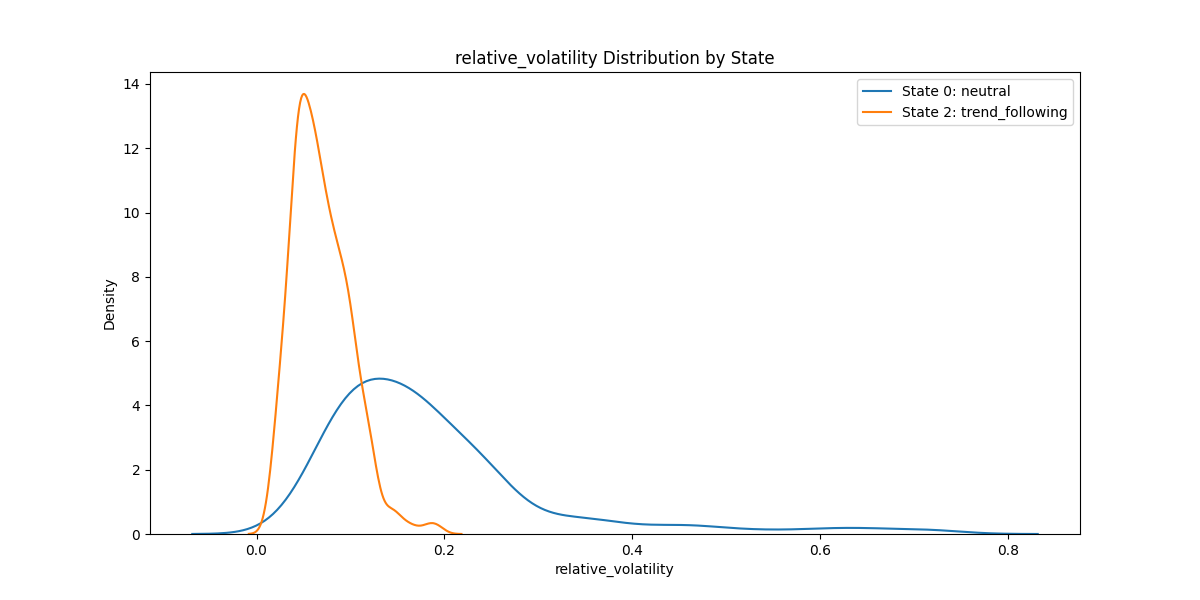 relative_volatility Distribution by State
State 0: neutral
State 2: trend_following
Density
14
12
10
8
6
4
2
0
0.0 0.2 0.4 0.6 0.8
relative_volatility